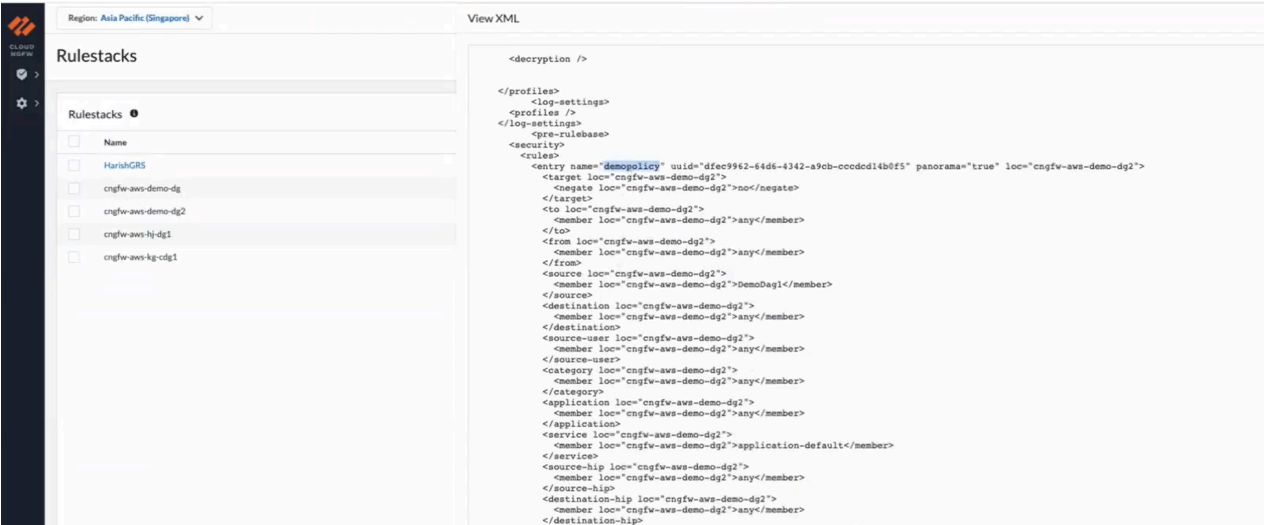 Region: Asia Pacific (Singapore)
CLOUD
NGFW
Rulestacks
Rulestacks
Name
HarishGRS
cngfw-aws-demo-dg
cngfw-aws-demo-dg2
cngfw-aws-hj-dg1
cngfw-aws-kg-cdg1
View XML
<decryption />
</profiles>
<log-settings>
<profiles />
</log-settings>
<pre-rulebase>
<security>
<rules>
<entry name="demopolicy" uuid="dfec9962-64d6-4342-a9cb-cccdcd14b0f5" panorama="true" loc="cngfw-aws-demo-dg2">
<target loc="cngfw-aws-demo-dg2">
<negate loc="cngfw-aws-demo-dg2">no</negate>
</target>
<to loc="cngfw-aws-demo-dg2">
<member loc="cngfw-aws-demo-dg2">any</member>
</to>
<from loc="cngfw-aws-demo-dg2">
<member loc="cngfw-aws-demo-dg2">any</member>
</from>
<source loc="cngfw-aws-demo-dg2">
<member loc="cngfw-aws-demo-dg2">DemoDag1</member>
</source>
<destination loc="cngfw-aws-demo-dg2">
<member loc="cngfw-aws-demo-dg2">any</member>
</destination>
<source-user loc="cngfw-aws-demo-dg2">
<member loc="cngfw-aws-demo-dg2">any</member>
</source-user>
<category loc="cngfw-aws-demo-dg2">
<member loc="cngfw-aws-demo-dg2">any</member>
</category>
<application loc="cngfw-aws-demo-dg2">
<member loc="cngfw-aws-demo-dg2">any</member>
</application>
<service loc="cngfw-aws-demo-dg2">
<member loc="cngfw-aws-demo-dg2">application-default</member>
</service>
<source-hip loc="cngfw-aws-demo-dg2">
<member loc="cngfw-aws-demo-dg2">any</member>
</source-hip>
<destination-hip loc="cngfw-aws-demo-dg2">
<member loc="cngfw-aws-demo-dg2">any</member>
</destination-hip>